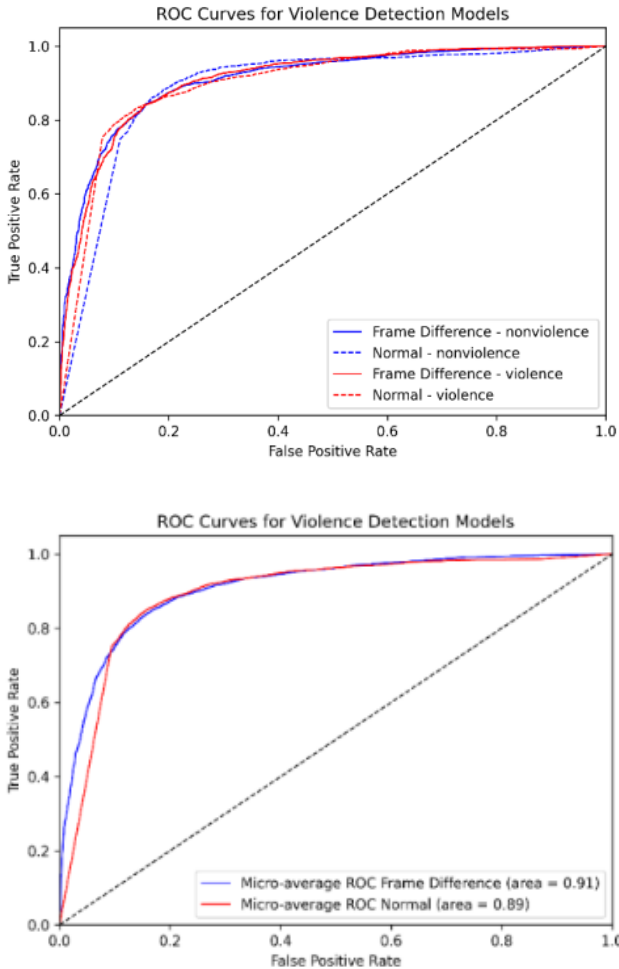 ROC Curves for Violence Detection Models
1.0
0.8
0.6
0.4
0.2
0.0
True Positive Rate
Frame Difference - nonviolence
Normal - nonviolence
Frame Difference - violence
Normal - violence
0.0 0.2 0.4 0.6 0.8 1.0
False Positive Rate
ROC Curves for Violence Detection Models
1.0
0.8
0.6
0.4
0.2
0.0
True Positive Rate
Micro-average ROC Frame Difference (area = 0.91)
Micro-average ROC Normal (area = 0.89)
0.0 0.2 0.4 0.6 0.8 1.0
False Positive Rate